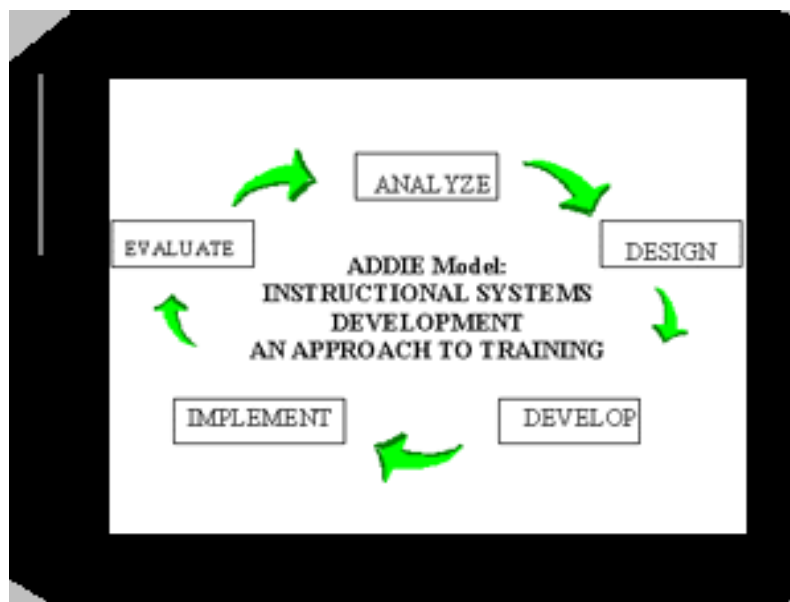 ANALYZE
EVALUATE
DESIGN
ADDIE Model:
INSTRUCTIONAL SYSTEMS
DEVELOPMENT
AN APPROACH TO TRAINING
IMPLEMENT
DEVELOP